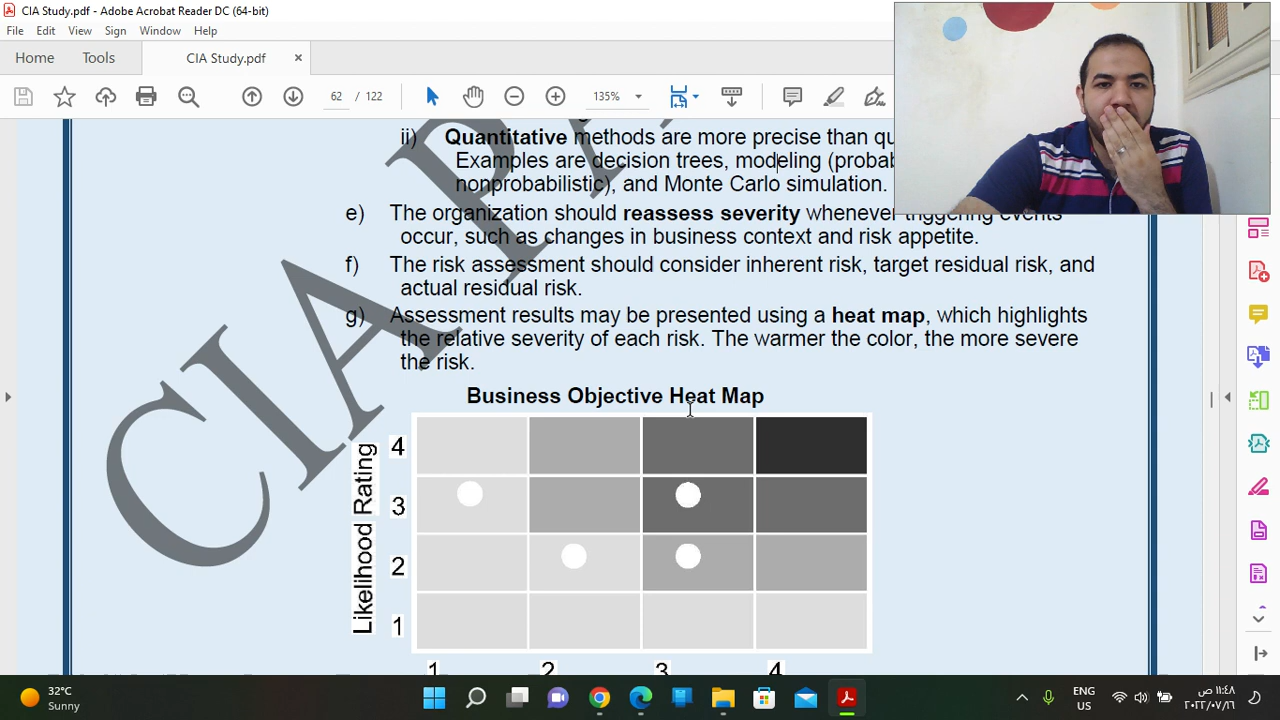 CIA Study.pdf - Adobe Acrobat Reader DC (64-bit)
File Edit View Sign Window Help
Home Tools CIA Study.pdf ×
62 / 122 135%
ii) Quantitative methods are more precise than
Examples are decision trees, modeling
nonprobabilistic), and Monte Carlo simulation.
e) The organization should reassess severity whenever triggering events
occur, such as changes in business context and risk appetite.
f) The risk assessment should consider inherent risk, target residual risk, and
actual residual risk.
g) Assessment results may be presented using a heat map, which highlights
the relative severity of each risk. The warmer the color, the more severe
the risk.
Business Objective Heat Map
Likelihood Rating
4
3
2
1
1 2 3 4
CIA PA
32°C
Sunny
ENG
US
١١:٤٨ ص
٢٠٢٢/٠٧/١٦